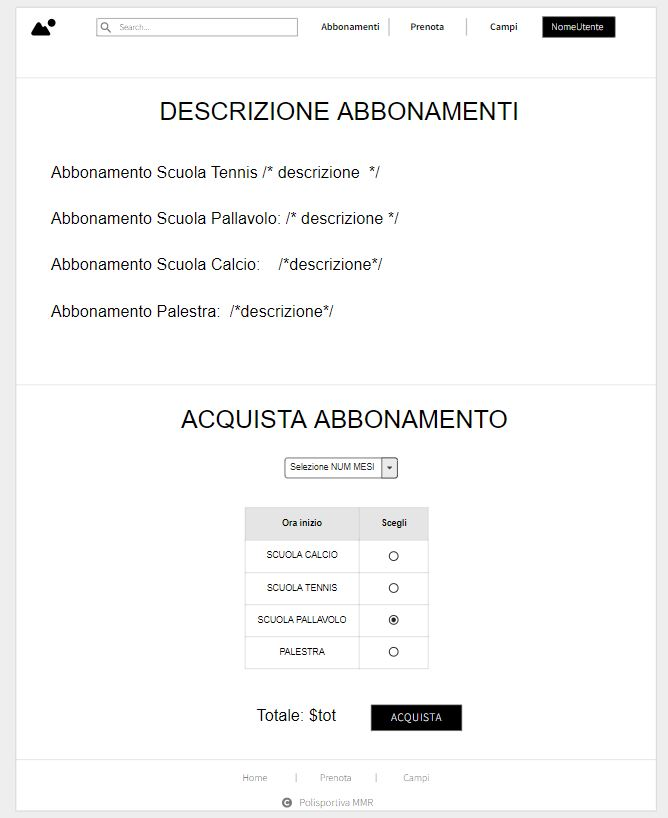 Search...
Abbonamenti | Prenota | Campi NomeUtente
DESCRIZIONE ABBONAMENTI
Abbonamento Scuola Tennis /* descrizione  */
Abbonamento Scuola Pallavolo: /* descrizione */
Abbonamento Scuola Calcio:    /*descrizione*/
Abbonamento Palestra:  /*descrizione*/
ACQUISTA ABBONAMENTO
Selezione NUM MESI
Ora inizio Scegli
SCUOLA CALCIO
SCUOLA TENNIS
SCUOLA PALLAVOLO
PALESTRA
Totale: $tot ACQUISTA
Home | Prenota | Campi
© Polisportiva MMR